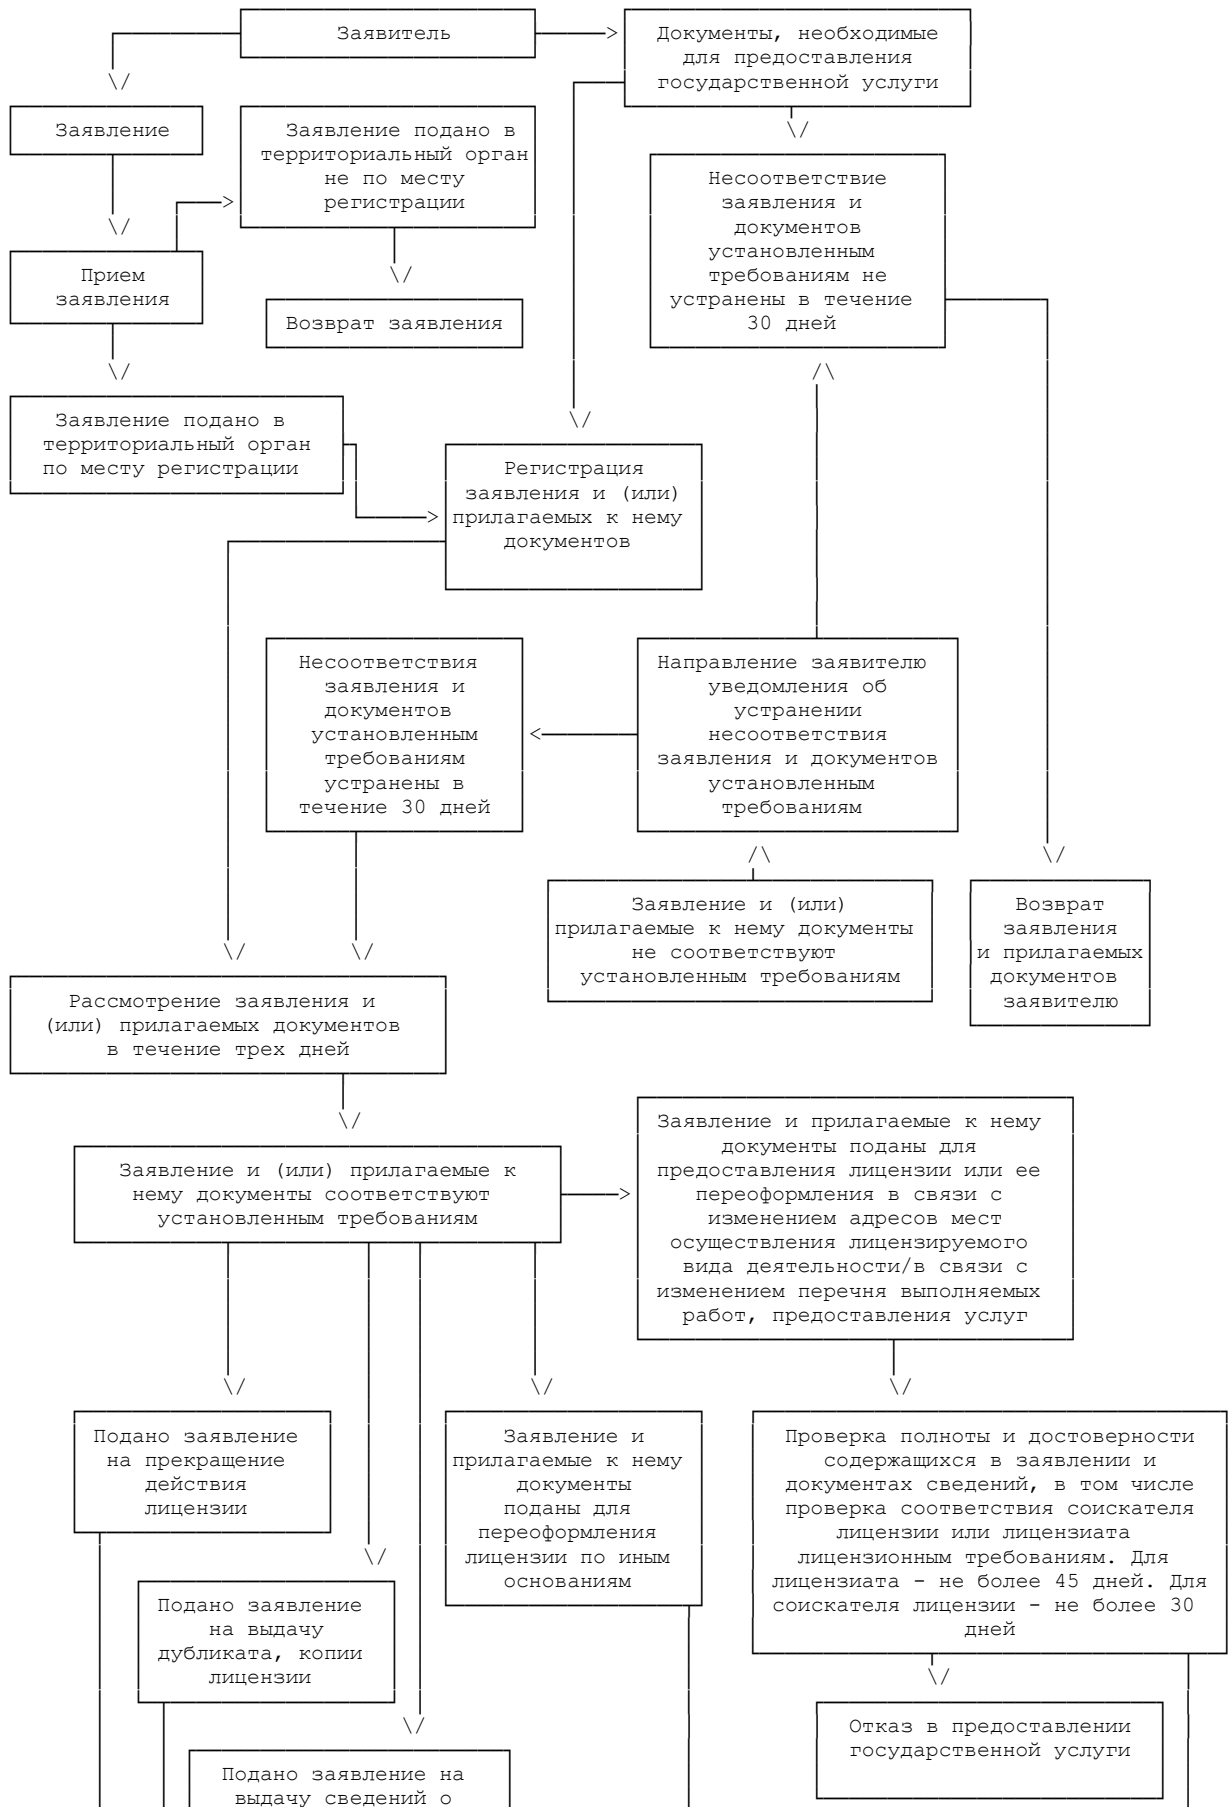 Заявитель
Документы, необходимые
для предоставления
государственной услуги
Заявление
Заявление подано в
территориальный орган
не по месту
регистрации
Несоответствие
заявления и
документов
установленным
требованиям не
устранены в течение
30 дней
Прием
заявления
Возврат заявления
Заявление подано в
территориальный орган
по месту регистрации
Регистрация
заявления и (или)
прилагаемых к нему
документов
Несоответствия
заявления и
документов
установленным
требованиям
устранены в
течение 30 дней
Направление заявителю
уведомления об
устранении
несоответствия
заявления и документов
установленным
требованиям
Заявление и (или)
прилагаемые к нему документы
не соответствуют
установленным требованиям
Возврат
заявления
и прилагаемых
документов
заявителю
Рассмотрение заявления и
(или) прилагаемых документов
в течение трех дней
Заявление и (или) прилагаемые к
нему документы соответствуют
установленным требованиям
Заявление и прилагаемые к нему
документы поданы для
предоставления лицензии или ее
переоформления в связи с
изменением адресов мест
осуществления лицензируемого
вида деятельности/в связи с
изменением перечня выполняемых
работ, предоставления услуг
Подано заявление
на прекращение
действия
лицензии
Заявление и
прилагаемые к нему
документы
поданы для
переоформления
лицензии по иным
основаниям
Проверка полноты и достоверности
содержащихся в заявлении и
документах сведений, в том числе
проверка соответствия соискателя
лицензии или лицензиата
лицензионным требованиям. Для
лицензиата - не более 45 дней. Для
соискателя лицензии - не более 30
дней
Подано заявление
на выдачу
дубликата, копии
лицензии
Отказ в предоставлении
государственной услуги
Подано заявление на
выдачу сведений о